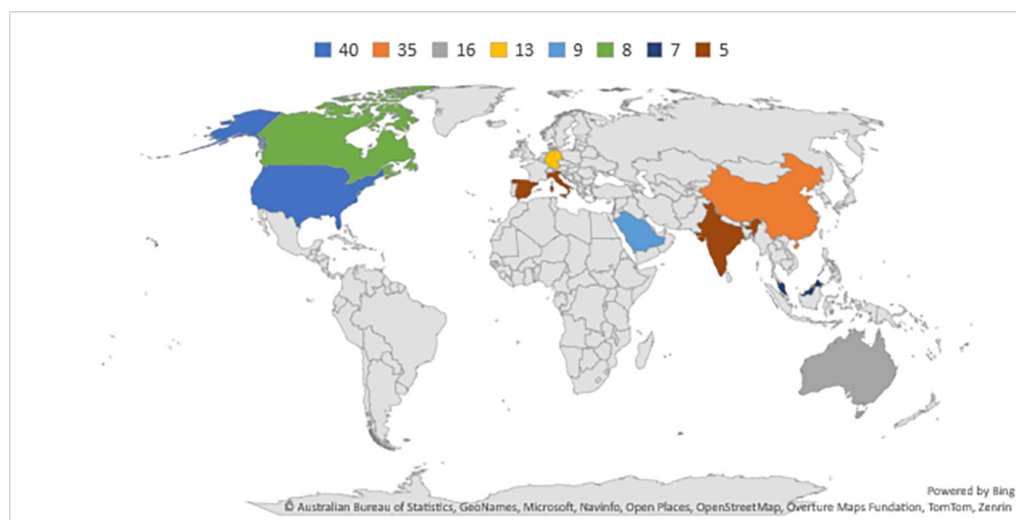 40 35 16 13 9 8 7 5
Powered by Bing
© Australian Bureau of Statistics, GeoNames, Microsoft, Navinfo, Open Places, OpenStreetMap, Overture Maps Fundation, TomTom, Zenrin